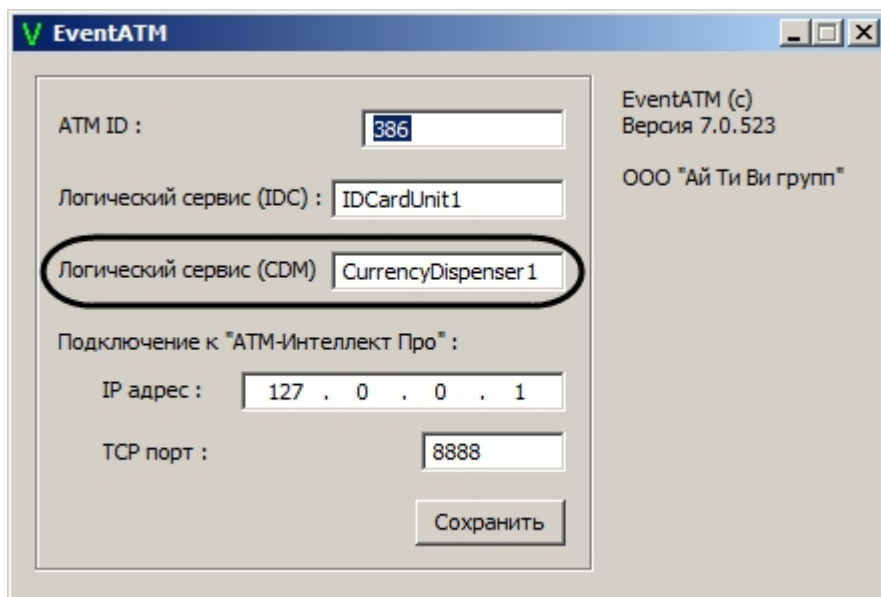 EventATM
ATM ID : 386
Логический сервис (IDC) : IDCardUnit1
Логический сервис (CDM) CurrencyDispenser1
Подключение к "АТМ-Интеллект Про" :
IP адрес : 127 . 0 . 0 . 1
TCP порт : 8888
Сохранить
EventATM (c)
Версия 7.0.523
ООО "Ай Ти Ви групп"